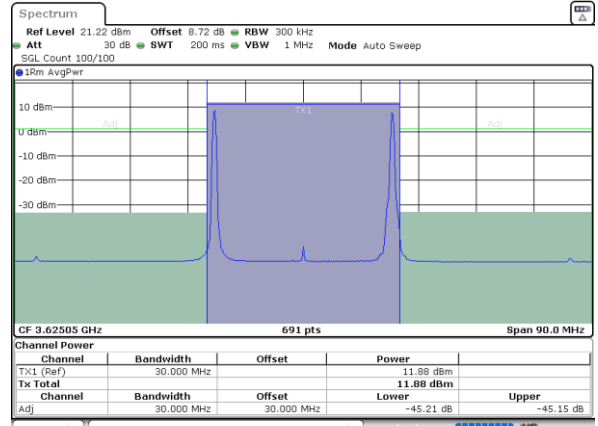 Spectrum
Ref Level 21.22 dBm Offset 8.72 dB RBW 300 kHz
Att 30 dB SWT 200 ms VBW 1 MHz Mode Auto Sweep
SGL Count 100/100
1Rm AvgPwr
TX1
10 dBm
Adj Adj
0 dBm
-10 dBm
-20 dBm
-30 dBm
CF 3.62505 GHz 691 pts Span 90.0 MHz
Channel Power
Channel Bandwidth Offset Power
TX1 (Ref) 30.000 MHz 11.88 dBm
Tx Total 11.88 dBm
Channel Bandwidth Offset Lower Upper
Adj 30.000 MHz 30.000 MHz -45.21 dB -45.15 dB